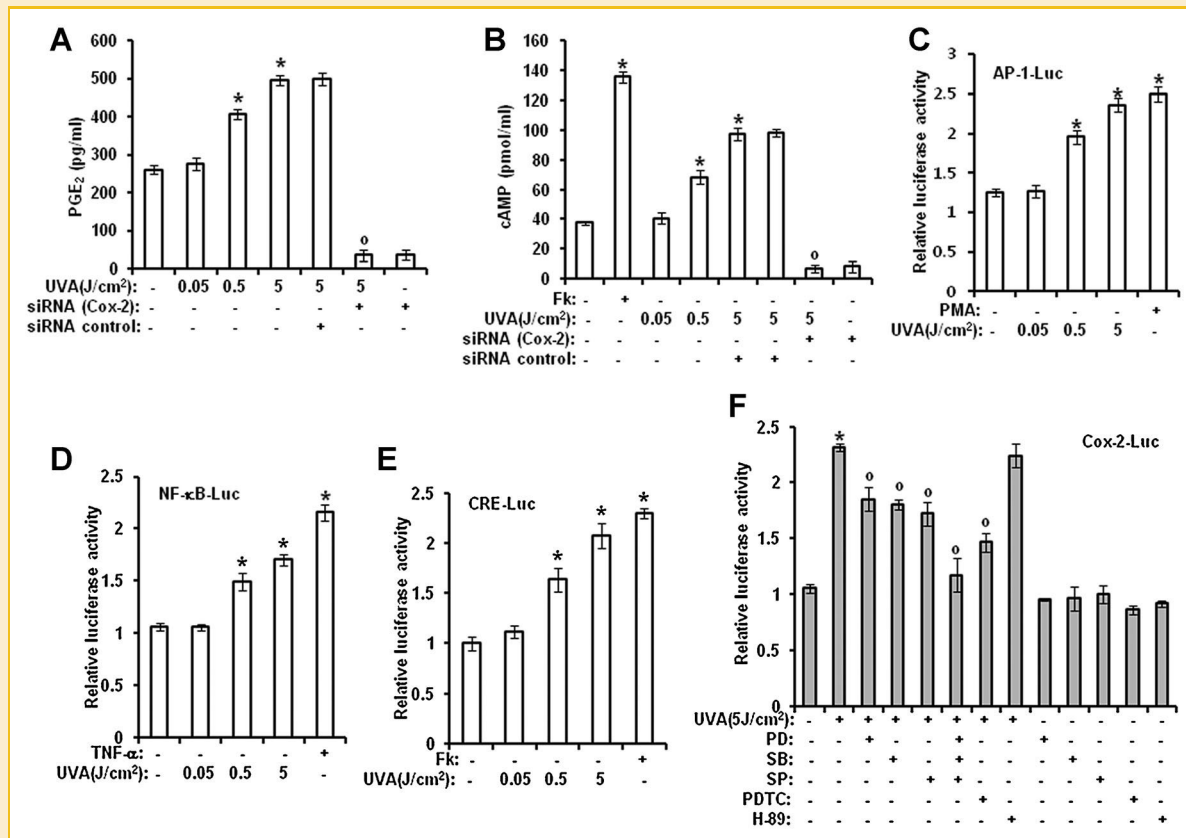 A
PGE2 (pg/ml)
600
500
400
300
200
100
0
UVA(J/cm2): - 0.05 0.5 5 5 5 -
siRNA (Cox-2): - - - - - + +
siRNA control: - - - - + - -
* * o
B
cAMP (pmol/ml)
160
140
120
100
80
60
40
20
0
Fk: - + - - - - - -
UVA(J/cm2): - - 0.05 0.5 5 5 5 -
siRNA (Cox-2): - - - - - - + +
siRNA control: - - - - + + - -
* * * o
C
AP-1-Luc
Relative luciferase activity
3
2.5
2
1.5
1
0.5
0
PMA: - - - - +
UVA(J/cm2): - 0.05 0.5 5 -
* * *
D
NF-κB-Luc
Relative luciferase activity
2.5
2
1.5
1
0.5
0
TNF-α: - - - - +
UVA(J/cm2): - 0.05 0.5 5 -
* * *
E
CRE-Luc
Relative luciferase activity
2.5
2
1.5
1
0.5
0
Fk: - - - - +
UVA(J/cm2): - 0.05 0.5 5 -
* * *
F
Cox-2-Luc
Relative luciferase activity
2.5
2
1.5
1
0.5
0
UVA(5J/cm2): - + + + + + + + - - - - -
PD: - - + - - + - - + - - - -
SB: - - - + - + - - - + - - -
SP: - - - - + + - - - - + - -
PDTC: - - - - - - + - - - - + -
H-89: - - - - - - - + - - - - +
* o o o o o